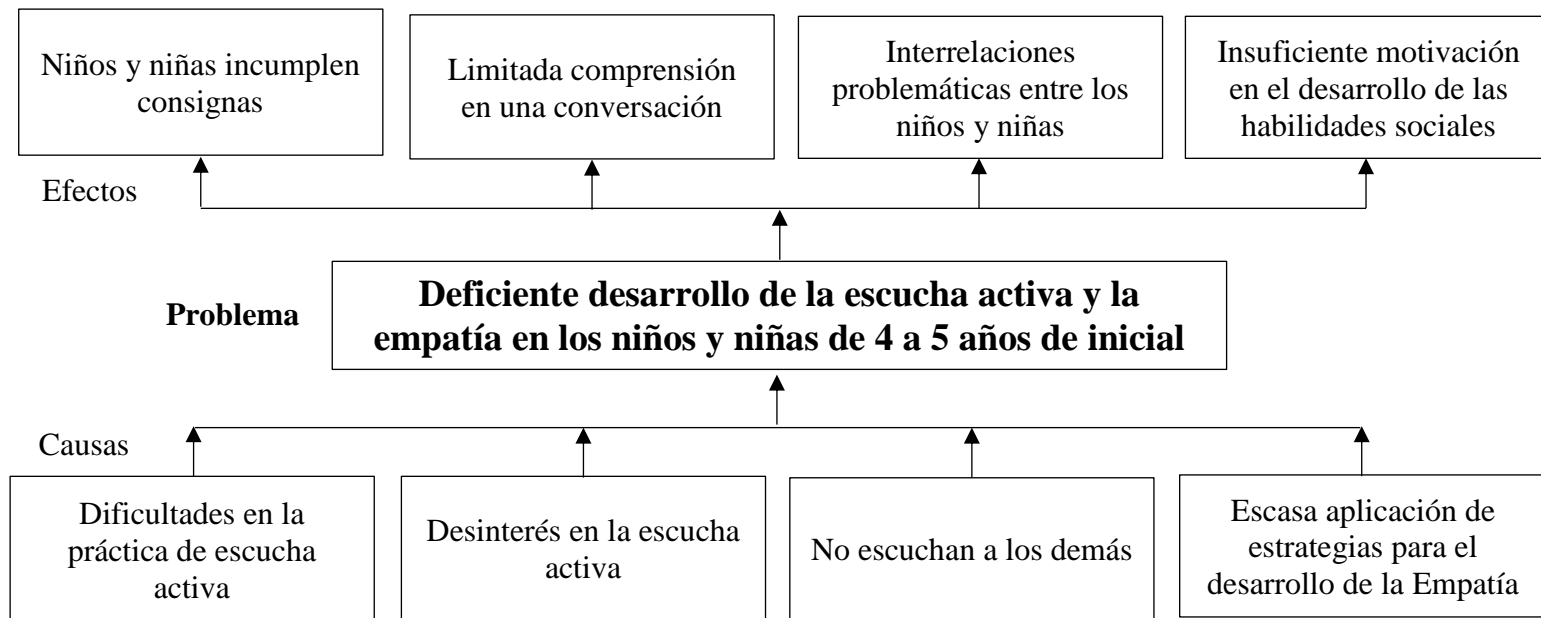 Niños y niñas incumplen
consignas
Limitada comprensión
en una conversación
Interrelaciones
problemáticas entre los
niños y niñas
Insuficiente motivación
en el desarrollo de las
habilidades sociales
Efectos
Problema
Deficiente desarrollo de la escucha activa y la
empatía en los niños y niñas de 4 a 5 años de inicial
Causas
Dificultades en la
práctica de escucha
activa
Desinterés en la escucha
activa
No escuchan a los demás
Escasa aplicación de
estrategias para el
desarrollo de la Empatía